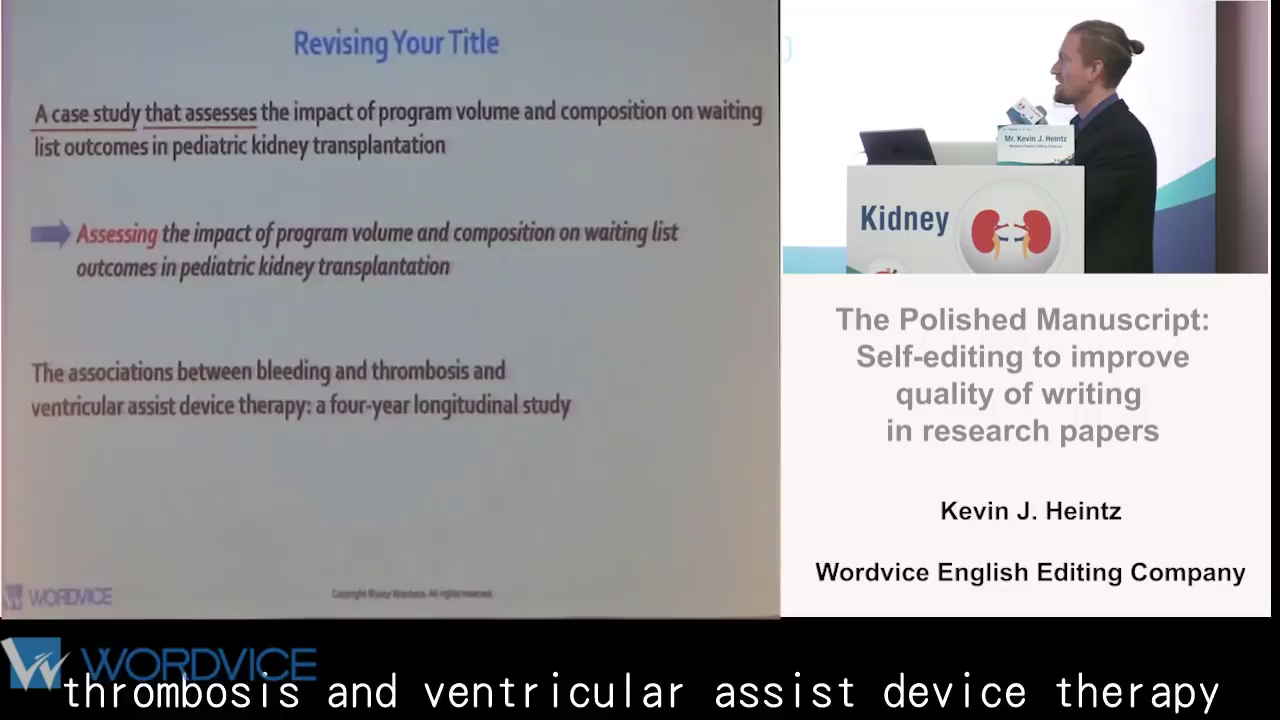 Revising Your Title
A case study that assesses the impact of program volume and composition on waiting
list outcomes in pediatric kidney transplantation
Assessing the impact of program volume and composition on waiting list
outcomes in pediatric kidney transplantation
The associations between bleeding and thrombosis and
ventricular assist device therapy: a four-year longitudinal study
WORDVICE
Mr. Kevin J. Heintz
Kidney
The Polished Manuscript:
Self-editing to improve
quality of writing
in research papers
Kevin J. Heintz
Wordvice English Editing Company
WORDVICE
thrombosis and ventricular assist device therapy